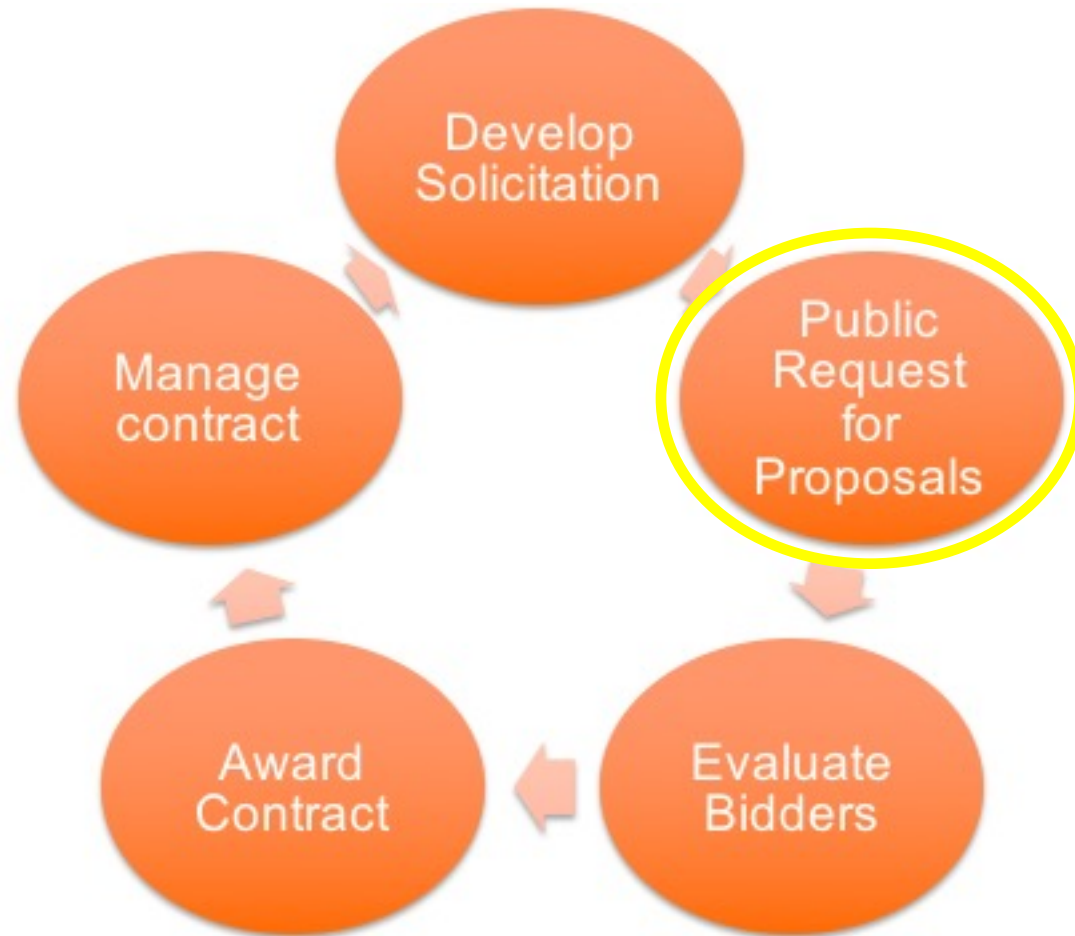 Develop
Solicitation
Public
Request
for
Proposals
Evaluate
Bidders
Award
Contract
Manage
contract